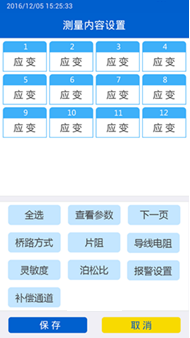 2016/12/05 15:25:33
测量内容设置
1 2 3 4
应变 应变 应变 应变
5 6 7 8
应变 应变 应变 应变
9 10 11 12
应变 应变 应变 应变
全选 查看参数 下一页
桥路方式 片阻 导线电阻
灵敏度 泊松比 报警设置
补偿通道
保存 取消